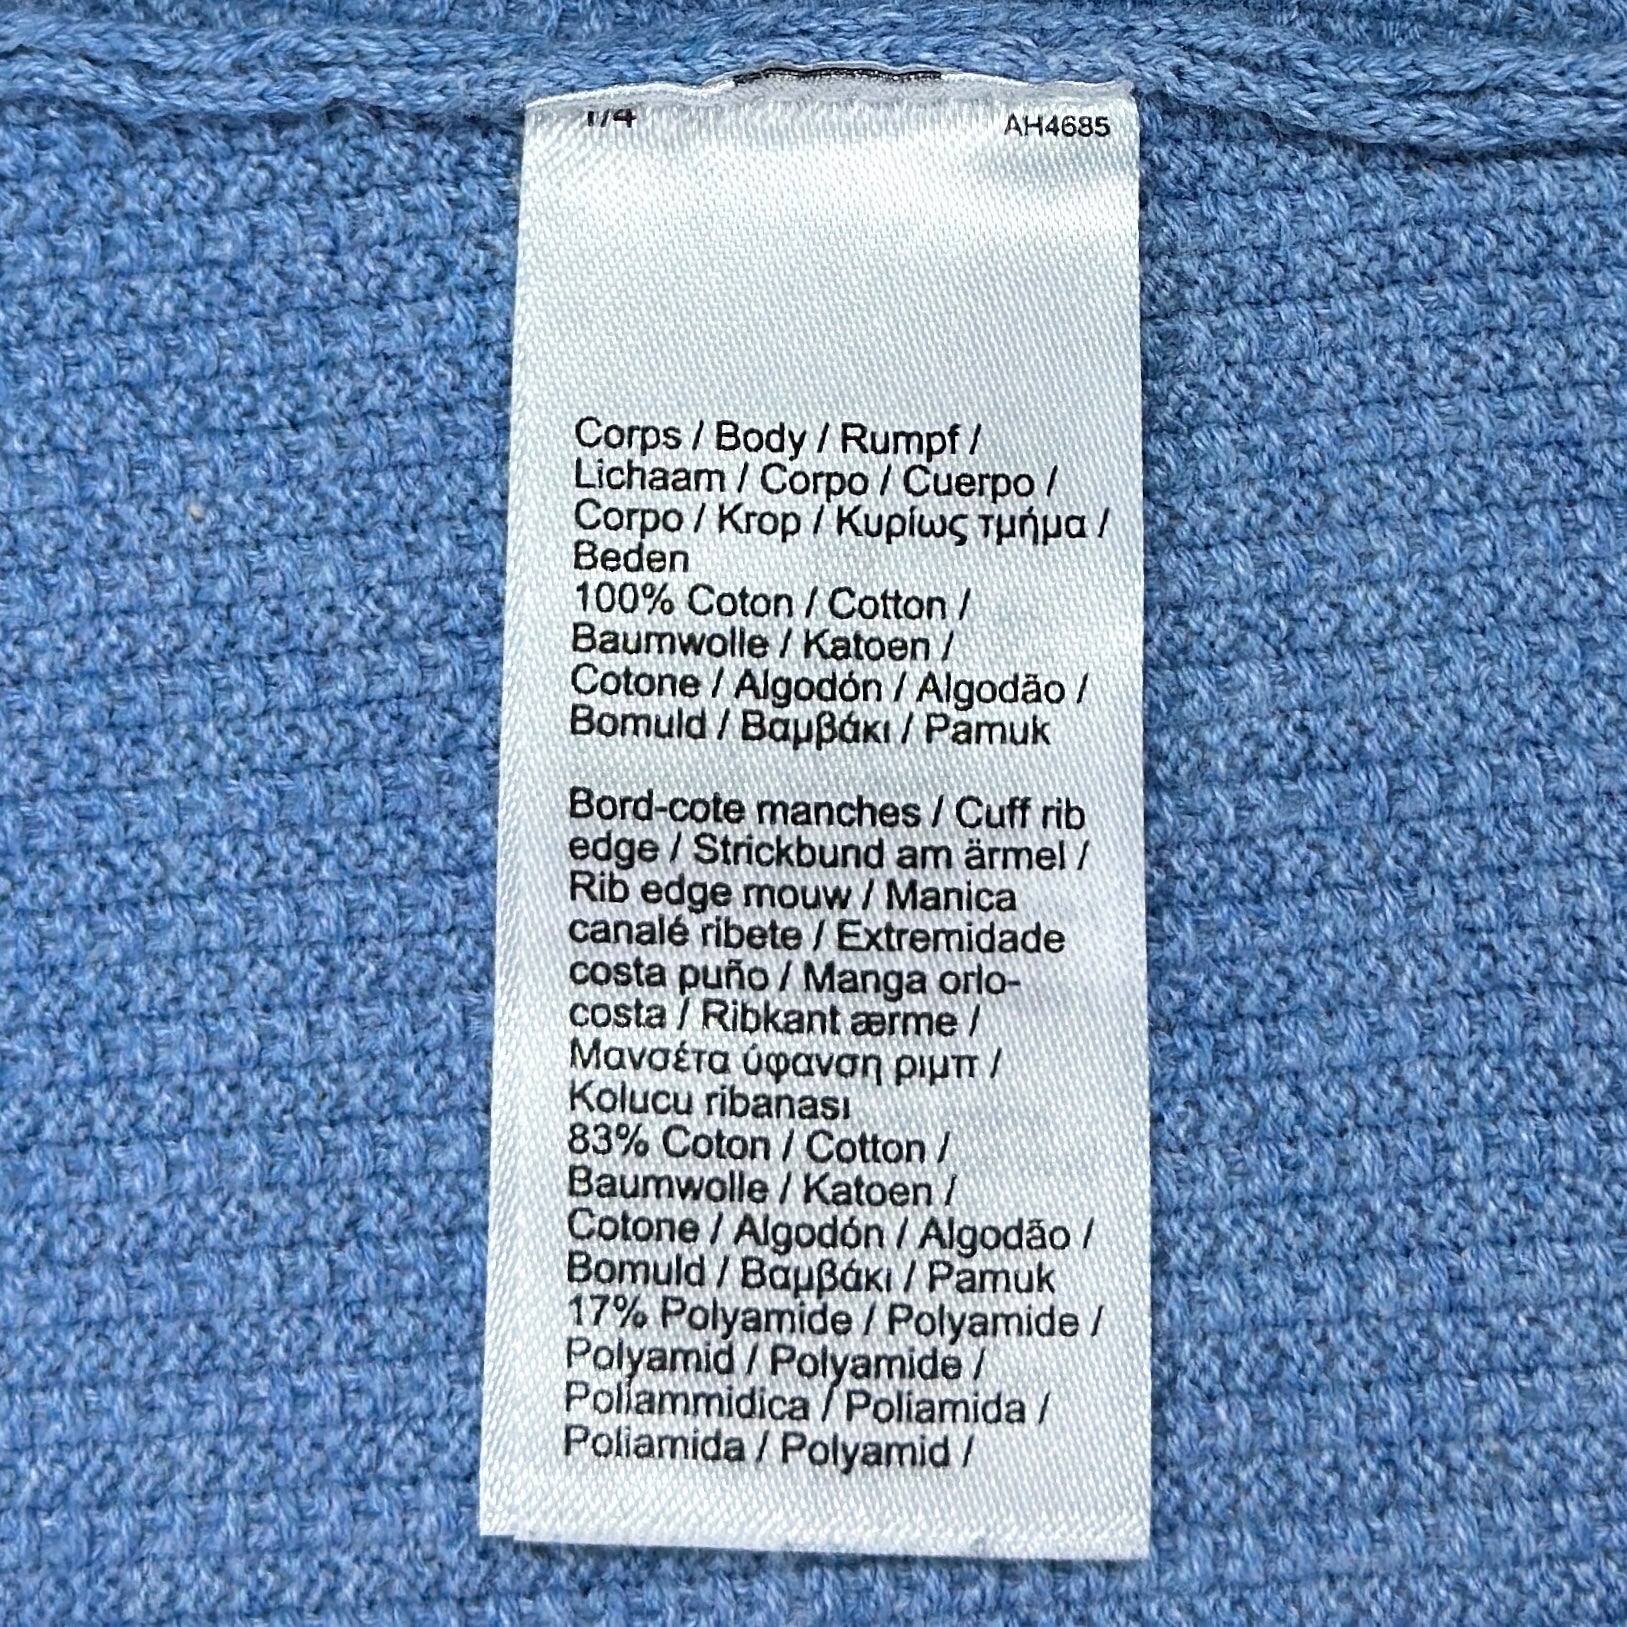 1/4
AH4685
Corps / Body / Rumpf /
Lichaam / Corpo / Cuerpo /
Corpo / Krop / Κυρίως τμήμα /
Beden
100% Coton / Cotton /
Baumwolle / Katoen /
Cotone / Algodón / Algodão /
Bomuld / Βαμβάκι / Pamuk
Bord-cote manches / Cuff rib
edge / Strickbund am ärmel /
Rib edge mouw / Manica
canalé ribete / Extremidade
costa puño / Manga orlo-
costa / Ribkant ærme /
Μανσέτα ύφανση ριμπ /
Kolucu ribanası
83% Coton / Cotton /
Baumwolle / Katoen /
Cotone / Algodón / Algodão /
Bomuld / Βαμβάκι / Pamuk
17% Polyamide / Polyamide /
Polyamid / Polyamide /
Poliammidica / Poliamida /
Poliamida / Polyamid /